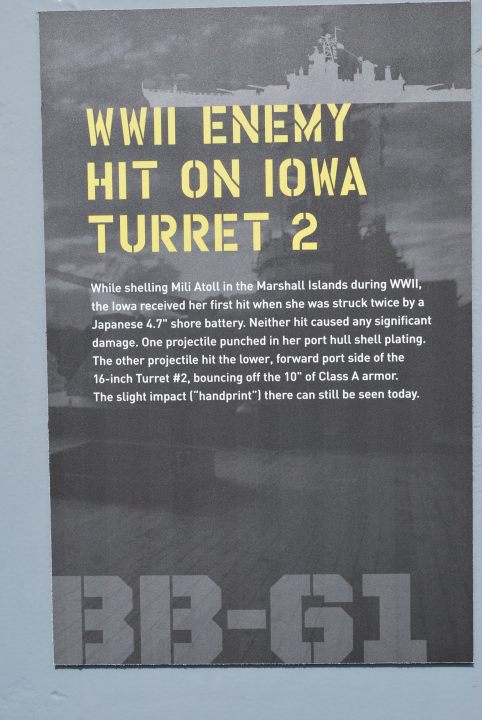 WWII ENEMY
HIT ON IOWA
TURRET 2
While shelling Mili Atoll in the Marshall Islands during WWII,
the Iowa received her first hit when she was struck twice by a
Japanese 4.7" shore battery. Neither hit caused any significant
damage. One projectile punched in her port hull shell plating.
The other projectile hit the lower, forward port side of the
16-inch Turret #2, bouncing off the 10" of Class A armor.
The slight impact ("handprint") there can still be seen today.
BB-61